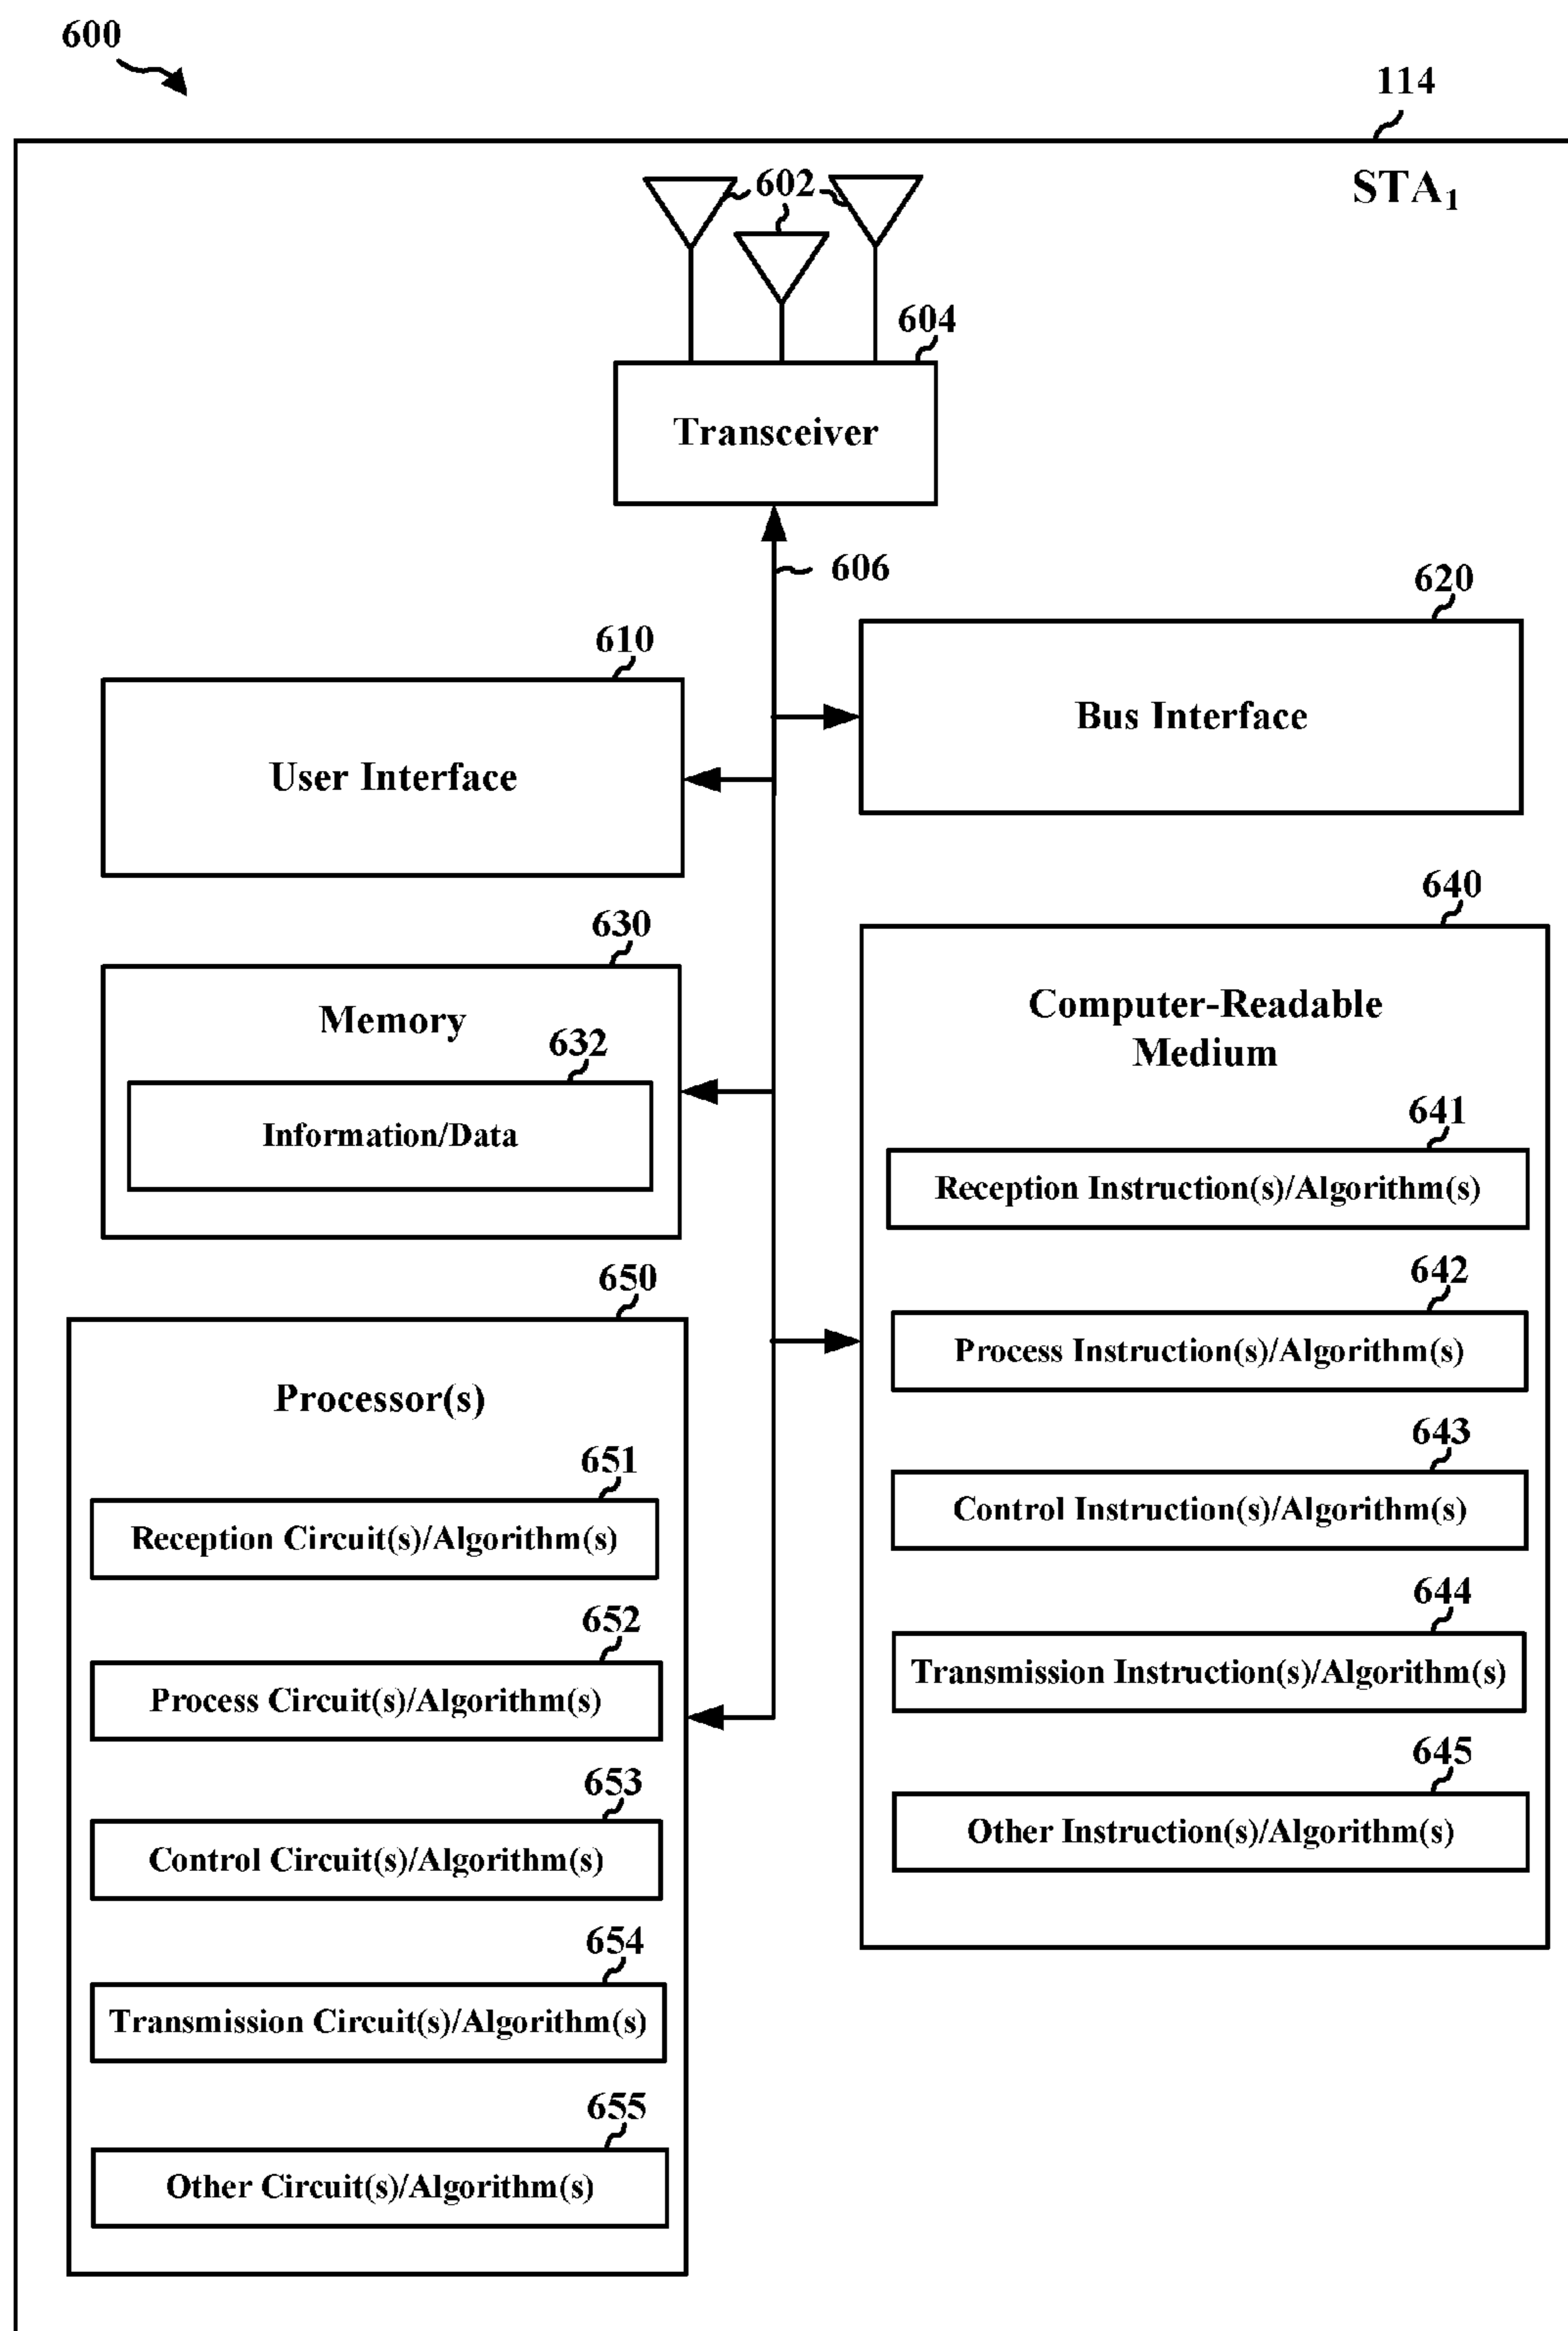 600
114
STA₁
602
604
Transceiver
606
620
Bus Interface
610
User Interface
630
Memory
632
Information/Data
640
Computer-Readable
Medium
641
Reception Instruction(s)/Algorithm(s)
642
Process Instruction(s)/Algorithm(s)
643
Control Instruction(s)/Algorithm(s)
644
Transmission Instruction(s)/Algorithm(s)
645
Other Instruction(s)/Algorithm(s)
650
Processor(s)
651
Reception Circuit(s)/Algorithm(s)
652
Process Circuit(s)/Algorithm(s)
653
Control Circuit(s)/Algorithm(s)
654
Transmission Circuit(s)/Algorithm(s)
655
Other Circuit(s)/Algorithm(s)